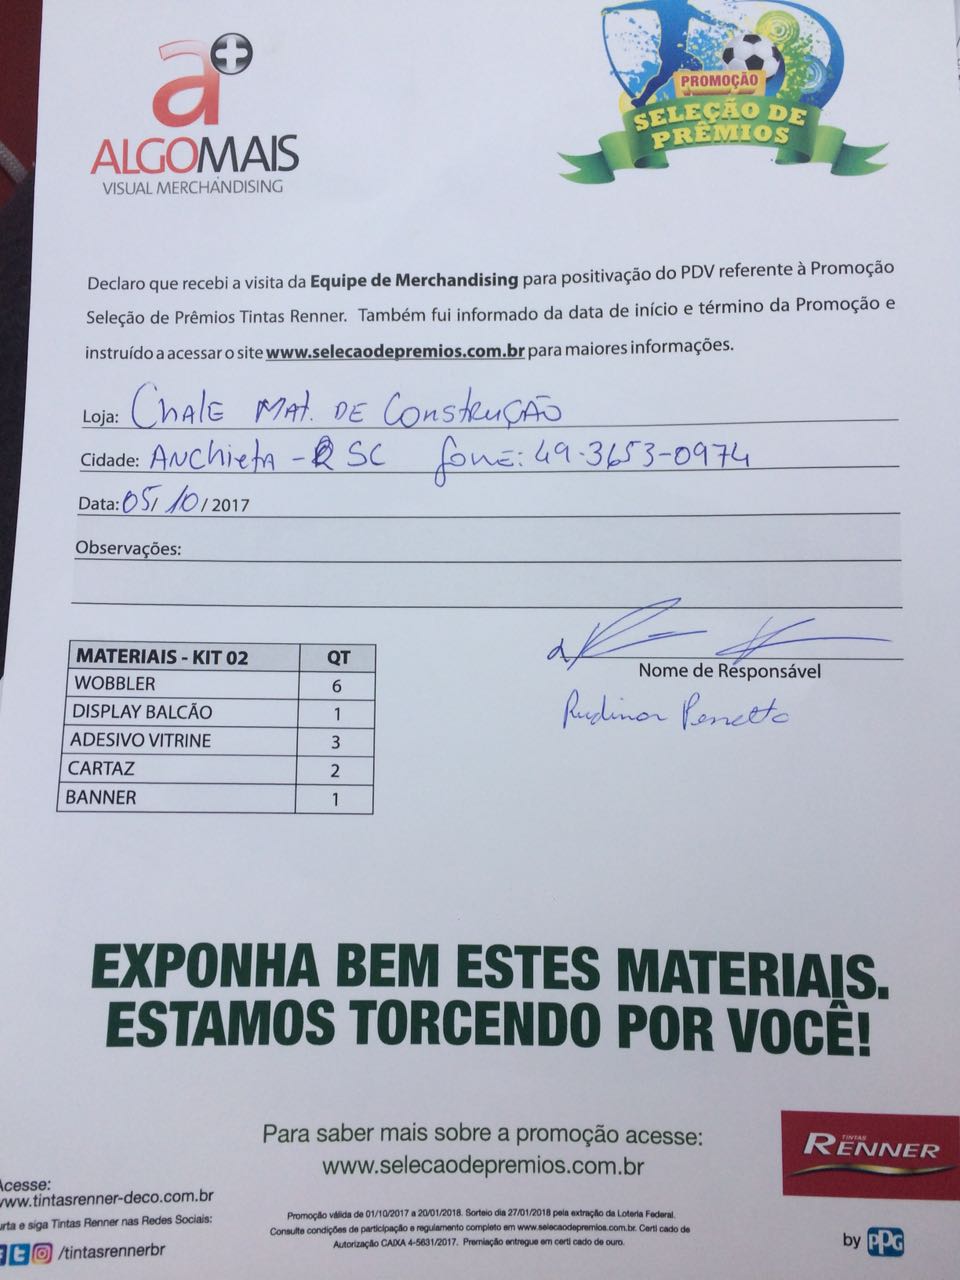 a+
ALGOMAIS
VISUAL MERCHANDISING
PROMOÇÃO
SELEÇÃO DE
PRÊMIOS
Declaro que recebi a visita da Equipe de Merchandising para positivação do PDV referente à Promoção
Seleção de Prêmios Tintas Renner. Também fui informado da data de início e término da Promoção e
instruído a acessar o site www.selecaodepremios.com.br para maiores informações.
Loja: Chale Mat. de Construção
Cidade: Anchieta - SC fone: 49-3653-0974
Data: 05/10/2017
Observações:
MATERIAIS - KIT 02 QT
WOBBLER 6
DISPLAY BALCÃO 1
ADESIVO VITRINE 3
CARTAZ 2
BANNER 1
Nome de Responsável
Rudinor
EXPONHA BEM ESTES MATERIAIS.
ESTAMOS TORCENDO POR VOCÊ!
Para saber mais sobre a promoção acesse:
www.selecaodepremios.com.br
TINTAS
RENNER
Acesse:
www.tintasrenner-deco.com.br
urta e siga Tintas Renner nas Redes Sociais:
/tintasrennerbr
Promoção válida de 01/10/2017 a 20/01/2018. Sorteio dia 27/01/2018 pela extração da Loteria Federal.
Consulte condições de participação e regulamento completo em www.selecaodepremios.com.br. Certi cado de
Autorização CAIXA 4-5631/2017. Premiação entregue em certi cado de ouro.
by PPG